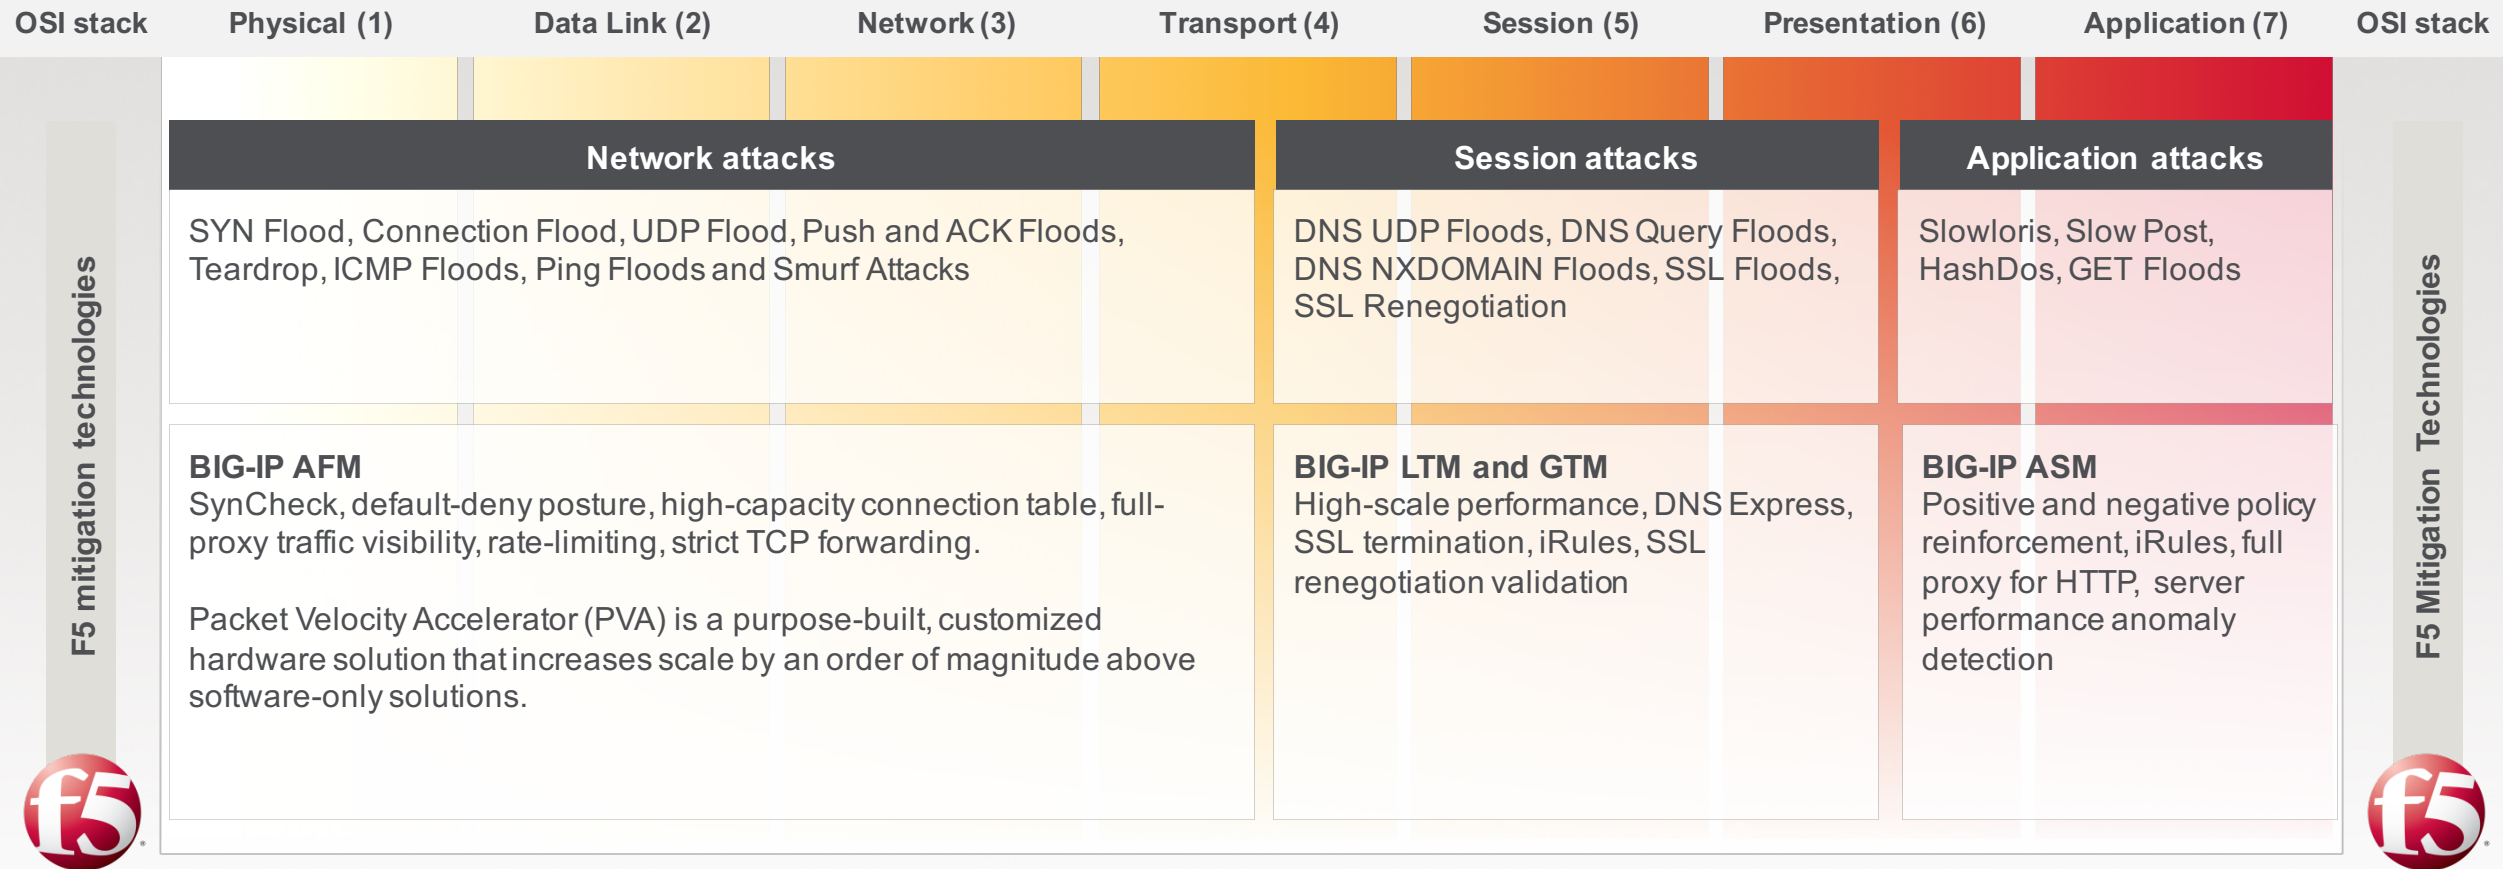 OSI stack Physical (1) Data Link (2) Network (3) Transport (4) Session (5) Presentation (6) Application (7) OSI stack
F5 mitigation technologies
Network attacks
SYN Flood, Connection Flood, UDP Flood, Push and ACK Floods,
Teardrop, ICMP Floods, Ping Floods and Smurf Attacks
BIG-IP AFM
SynCheck, default-deny posture, high-capacity connection table, full-
proxy traffic visibility, rate-limiting, strict TCP forwarding.
Packet Velocity Accelerator (PVA) is a purpose-built, customized
hardware solution that increases scale by an order of magnitude above
software-only solutions.
Session attacks
DNS UDP Floods, DNS Query Floods,
DNS NXDOMAIN Floods, SSL Floods,
SSL Renegotiation
BIG-IP LTM and GTM
High-scale performance, DNS Express,
SSL termination, iRules, SSL
renegotiation validation
Application attacks
Slowloris, Slow Post,
HashDos, GET Floods
BIG-IP ASM
Positive and negative policy
reinforcement, iRules, full
proxy for HTTP, server
performance anomaly
detection
F5 Mitigation Technologies
f5
f5